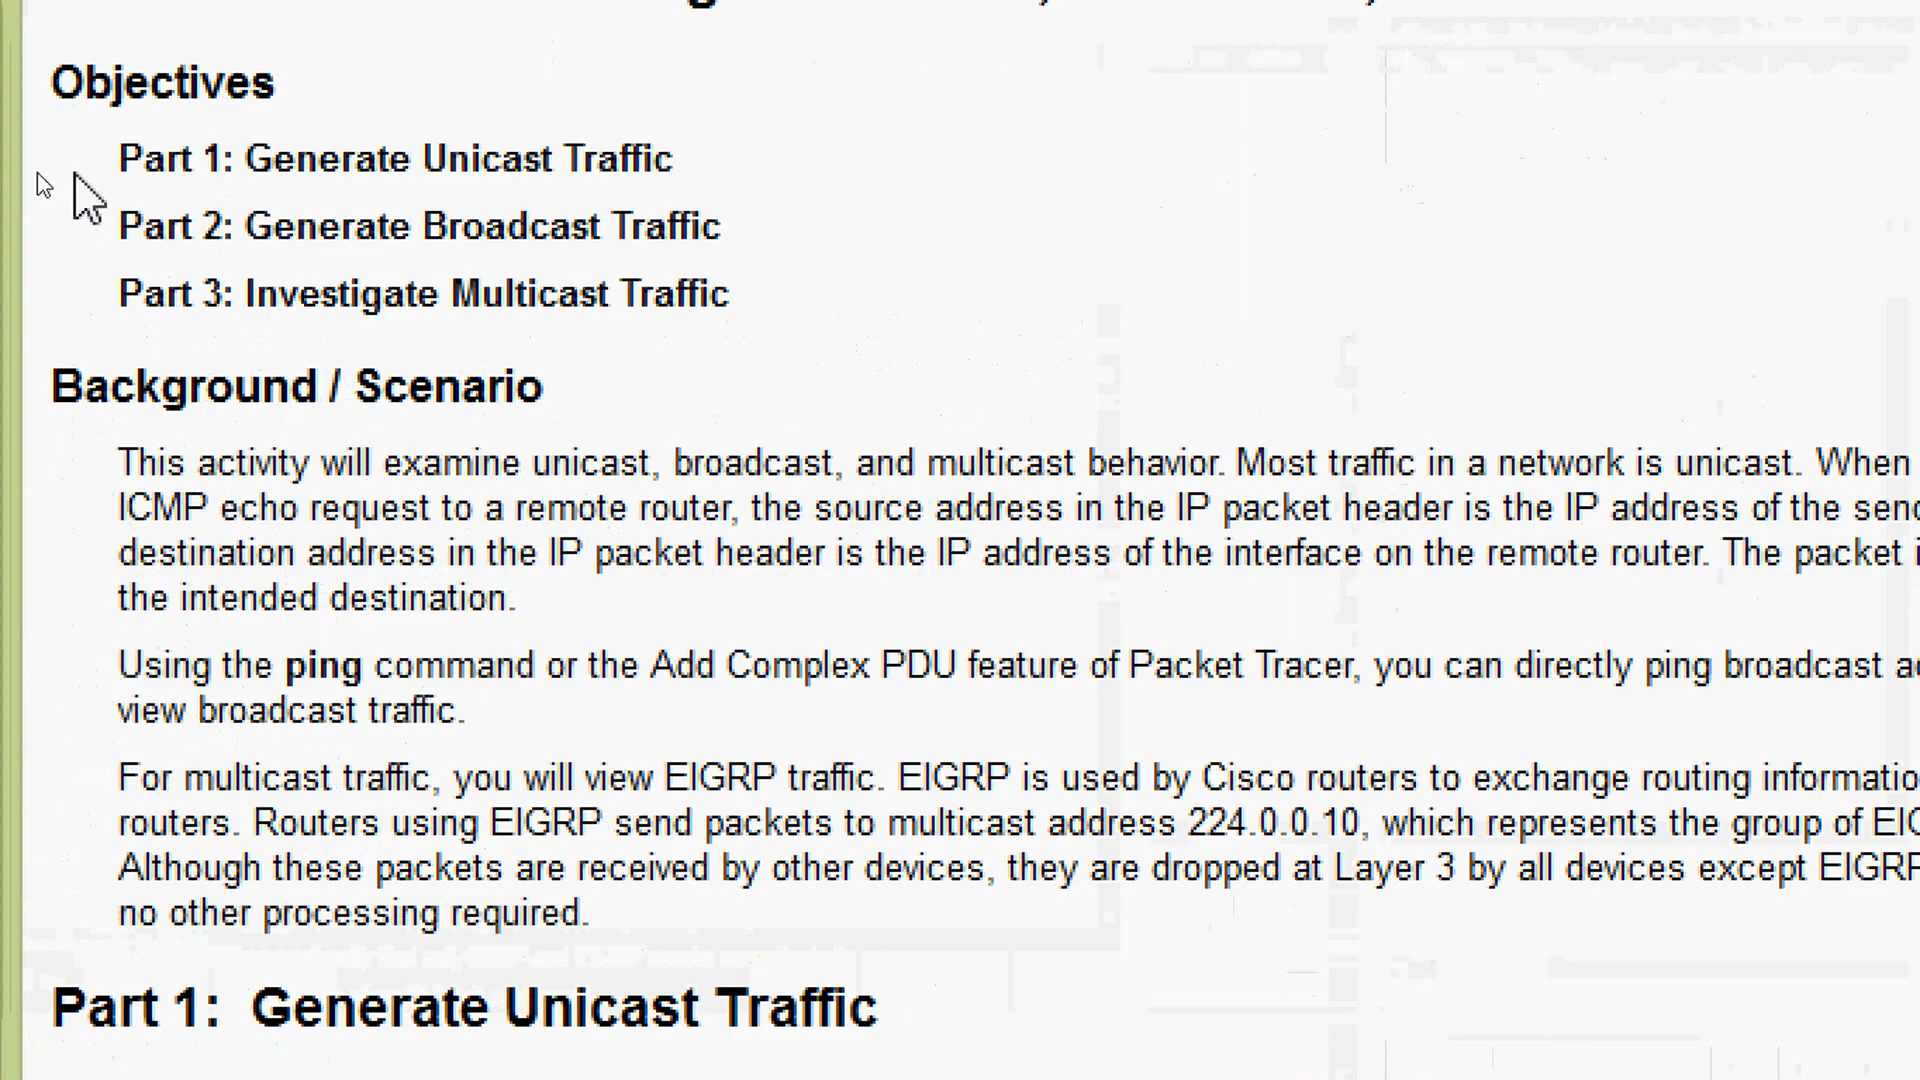 Objectives
Part 1: Generate Unicast Traffic
Part 2: Generate Broadcast Traffic
Part 3: Investigate Multicast Traffic
Background / Scenario
This activity will examine unicast, broadcast, and multicast behavior. Most traffic in a network is unicast. When
ICMP echo request to a remote router, the source address in the IP packet header is the IP address of the
destination address in the IP packet header is the IP address of the interface on the remote router. The packet
the intended destination.
Using the ping command or the Add Complex PDU feature of Packet Tracer, you can directly ping broadcast
view broadcast traffic.
For multicast traffic, you will view EIGRP traffic. EIGRP is used by Cisco routers to exchange routing
routers. Routers using EIGRP send packets to multicast address 224.0.0.10, which represents the group of
Although these packets are received by other devices, they are dropped at Layer 3 by all devices except EIGRP
no other processing required.
Part 1: Generate Unicast Traffic